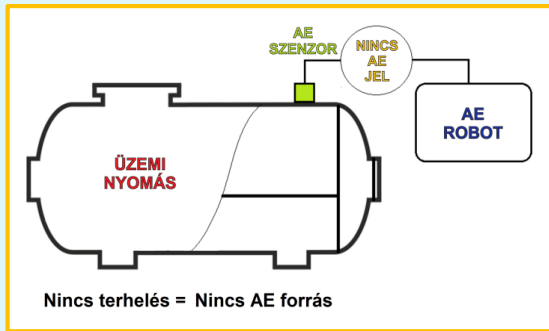 AE
SZENZOR
NINCS
AE
JEL
AE
ROBOT
ÜZEMI
NYOMÁS
Nincs terhelés = Nincs AE forrás